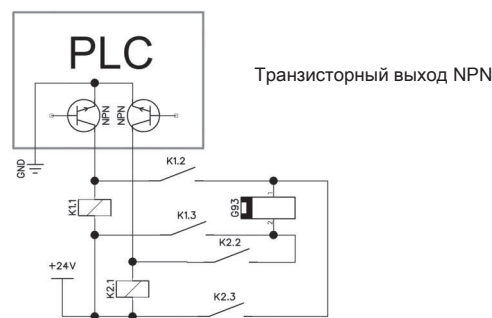 PLC
Транзисторный выход NPN
NPN
NPN
GND
K1.2
K1.1
G93
1
2
K1.3
K2.2
+24V
K2.1
K2.3